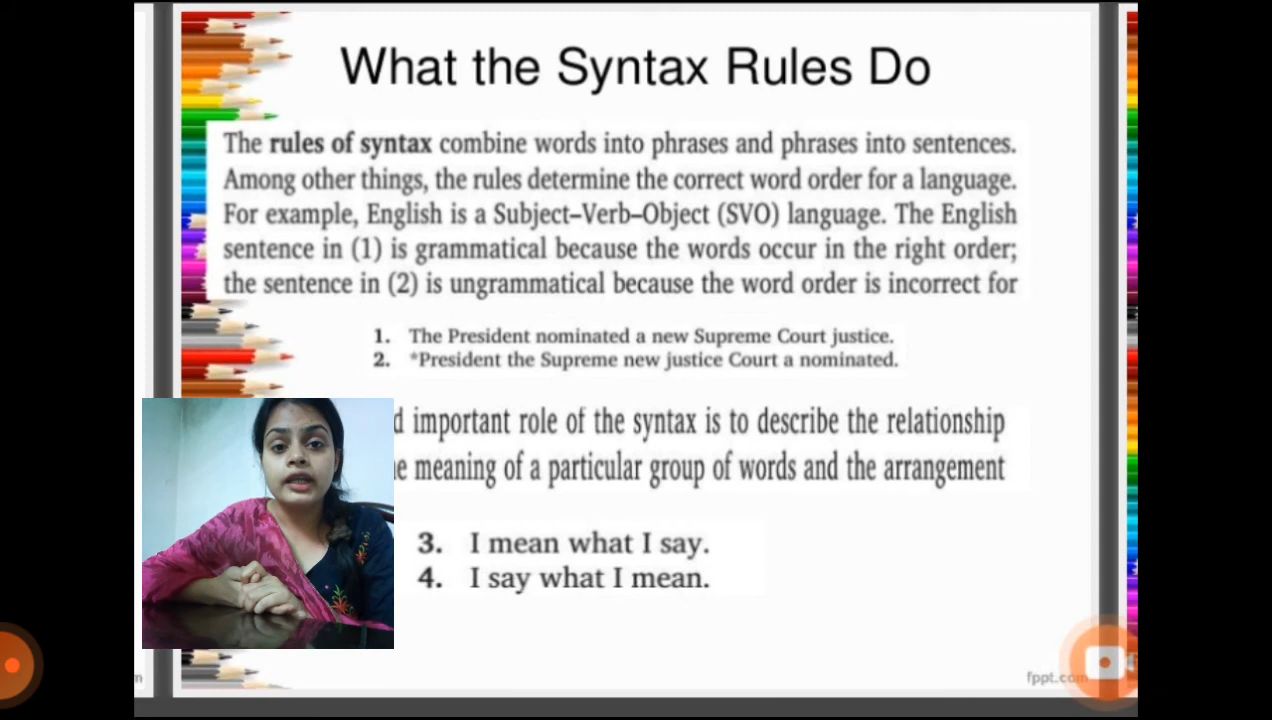 What the Syntax Rules Do
The rules of syntax combine words into phrases and phrases into sentences.
Among other things, the rules determine the correct word order for a language.
For example, English is a Subject–Verb–Object (SVO) language. The English
sentence in (1) is grammatical because the words occur in the right order;
the sentence in (2) is ungrammatical because the word order is incorrect for
1. The President nominated a new Supreme Court justice.
2. *President the Supreme new justice Court a nominated.
important role of the syntax is to describe the relationship
meaning of a particular group of words and the arrangement
3. I mean what I say.
4. I say what I mean.